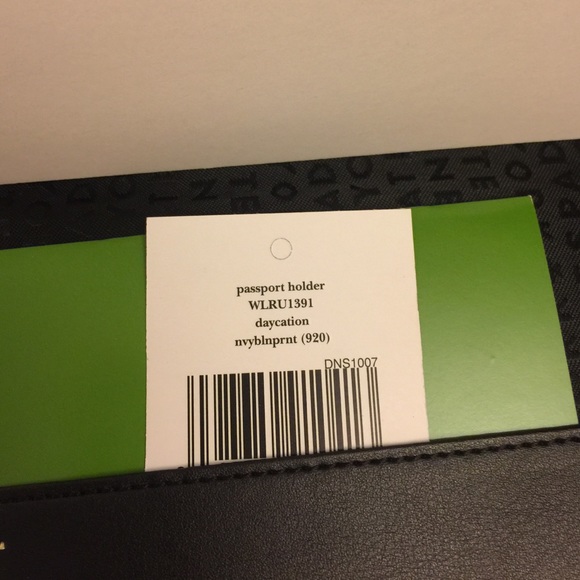 passport holder
WLRU1391
daycation
nvyblnprnt (920)
DNS1007